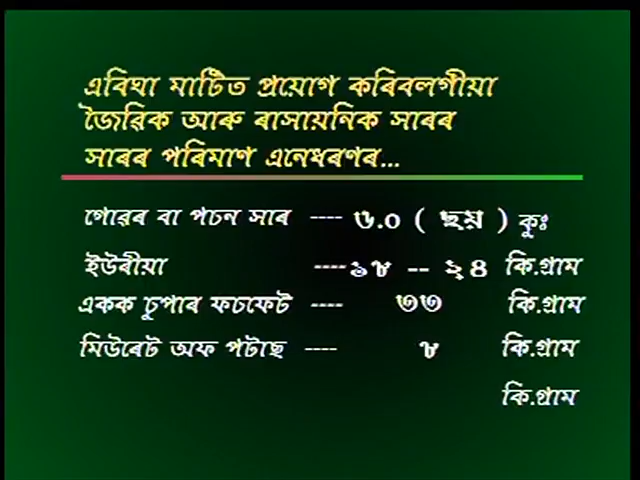 এবিঘা মাটিত প্ৰয়োগ কৰিবলগীয়া
জৈৱিক আৰু ৰাসায়নিক সাৰৰ
সাৰৰ পৰিমাণ এনেধৰণৰ...
গোৱৰ বা পচন সাৰ ---- ৬.০ ( ছয় ) কুঃ
ইউৰীয়া ----১৮ -- ২৪ কি.গ্ৰাম
একক চুপাৰ ফচফেট ---- ৩৩ কি.গ্ৰাম
মিউৰেট অফ পটাছ ---- ৮ কি.গ্ৰাম
কি.গ্ৰাম